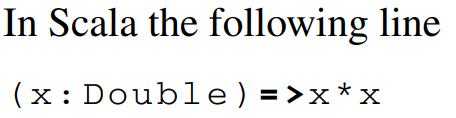 In Scala the following line
(x:Double)=>x*x